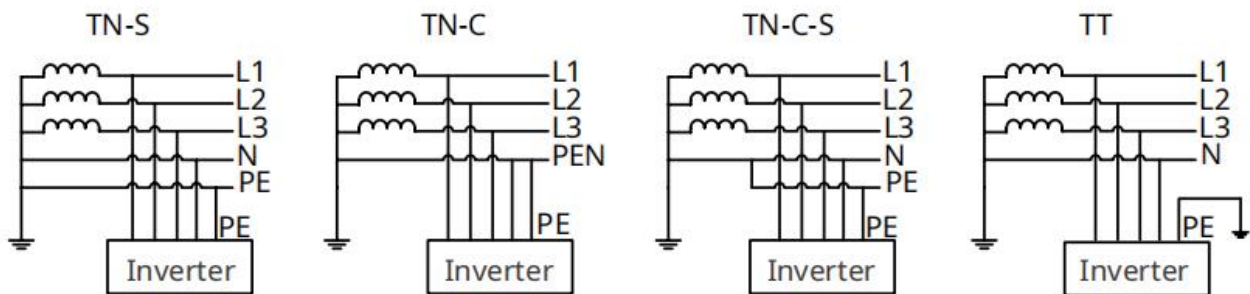 TN-S
TN-C
TN-C-S
TT
L1
L2
L3
N
PE
PE
Inverter
L1
L2
L3
PEN
PE
Inverter
L1
L2
L3
N
PE
PE
Inverter
L1
L2
L3
N
PE
Inverter